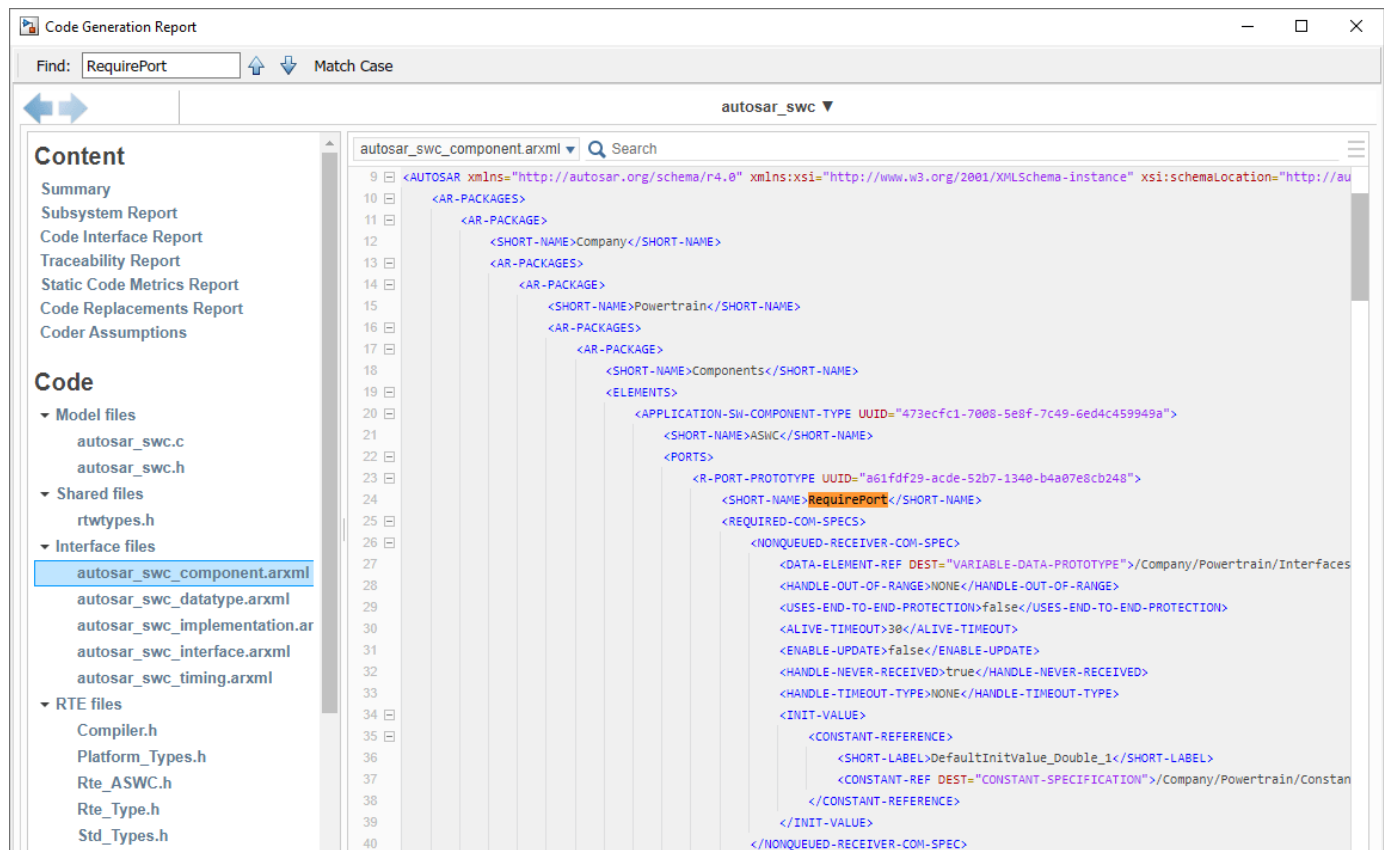 Code Generation Report
Find: RequirePort Match Case
autosar_swc ▼
Content
Summary
Subsystem Report
Code Interface Report
Traceability Report
Static Code Metrics Report
Code Replacements Report
Coder Assumptions
Code
Model files
autosar_swc.c
autosar_swc.h
Shared files
rtwtypes.h
Interface files
autosar_swc_component.arxml
autosar_swc_datatype.arxml
autosar_swc_implementation.ar
autosar_swc_interface.arxml
autosar_swc_timing.arxml
RTE files
Compiler.h
Platform_Types.h
Rte_ASWC.h
Rte_Type.h
Std_Types.h
autosar_swc_component.arxml Search
9 <AUTOSAR xmlns="http://autosar.org/schema/r4.0" xmlns:xsi="http://www.w3.org/2001/XMLSchema-instance" xsi:schemaLocation="http://au
10 <AR-PACKAGES>
11 <AR-PACKAGE>
12 <SHORT-NAME>Company</SHORT-NAME>
13 <AR-PACKAGES>
14 <AR-PACKAGE>
15 <SHORT-NAME>Powertrain</SHORT-NAME>
16 <AR-PACKAGES>
17 <AR-PACKAGE>
18 <SHORT-NAME>Components</SHORT-NAME>
19 <ELEMENTS>
20 <APPLICATION-SW-COMPONENT-TYPE UUID="473ecfc1-7008-5e8f-7c49-6ed4c459949a">
21 <SHORT-NAME>ASWC</SHORT-NAME>
22 <PORTS>
23 <R-PORT-PROTOTYPE UUID="a61fdf29-acde-52b7-1340-b4a07e8cb248">
24 <SHORT-NAME>RequirePort</SHORT-NAME>
25 <REQUIRED-COM-SPECS>
26 <NONQUEUED-RECEIVER-COM-SPEC>
27 <DATA-ELEMENT-REF DEST="VARIABLE-DATA-PROTOTYPE">/Company/Powertrain/Interfaces
28 <HANDLE-OUT-OF-RANGE>NONE</HANDLE-OUT-OF-RANGE>
29 <USES-END-TO-END-PROTECTION>false</USES-END-TO-END-PROTECTION>
30 <ALIVE-TIMEOUT>30</ALIVE-TIMEOUT>
31 <ENABLE-UPDATE>false</ENABLE-UPDATE>
32 <HANDLE-NEVER-RECEIVED>true</HANDLE-NEVER-RECEIVED>
33 <HANDLE-TIMEOUT-TYPE>NONE</HANDLE-TIMEOUT-TYPE>
34 <INIT-VALUE>
35 <CONSTANT-REFERENCE>
36 <SHORT-LABEL>DefaultInitValue_Double_1</SHORT-LABEL>
37 <CONSTANT-REF DEST="CONSTANT-SPECIFICATION">/Company/Powertrain/Constan
38 </CONSTANT-REFERENCE>
39 </INIT-VALUE>
40 </NONQUEUED-RECEIVER-COM-SPEC>